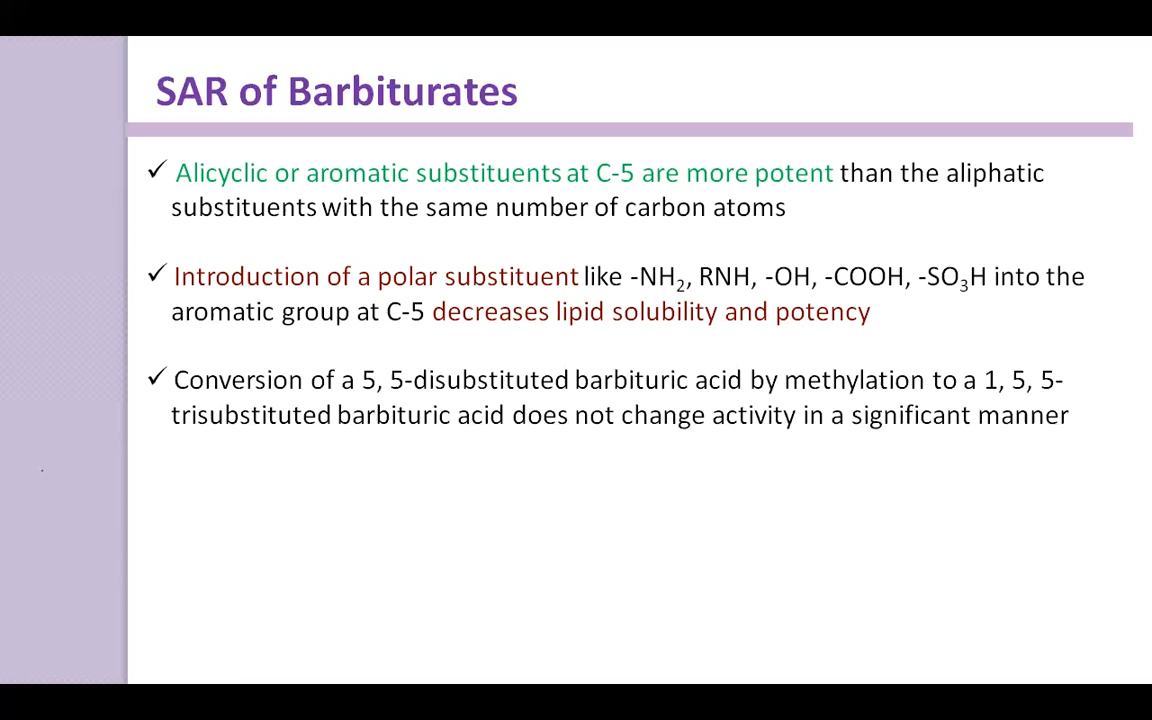 SAR of Barbiturates
✓ Alicyclic or aromatic substituents at C-5 are more potent than the aliphatic
substituents with the same number of carbon atoms
✓ Introduction of a polar substituent like -NH₂, RNH, -OH, -COOH, -SO₃H into the
aromatic group at C-5 decreases lipid solubility and potency
✓ Conversion of a 5, 5-disubstituted barbituric acid by methylation to a 1, 5, 5-
trisubstituted barbituric acid does not change activity in a significant manner